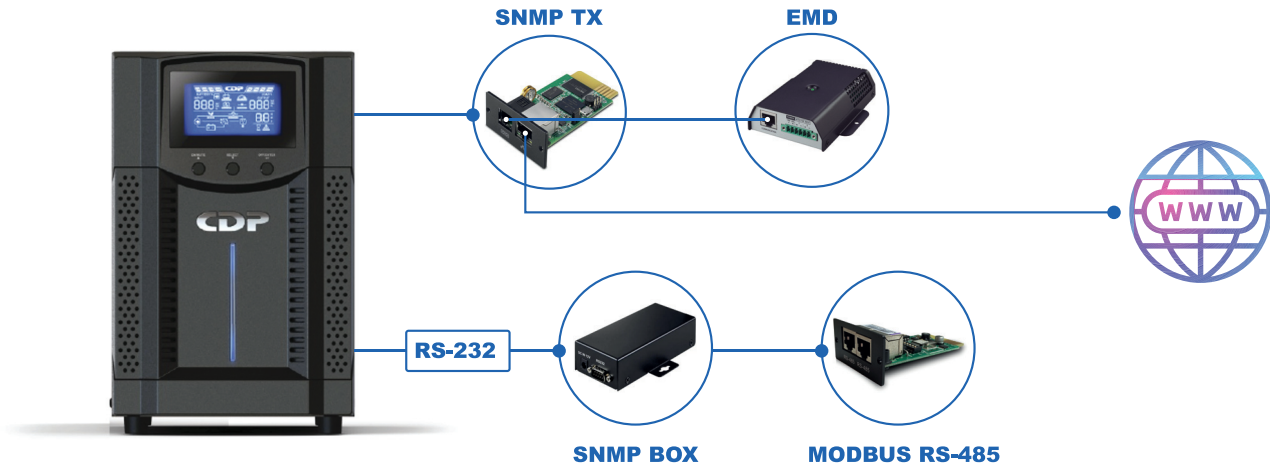 SNMP TX
EMD
CDP
WWW
RS-232
SNMP BOX
MODBUS RS-485